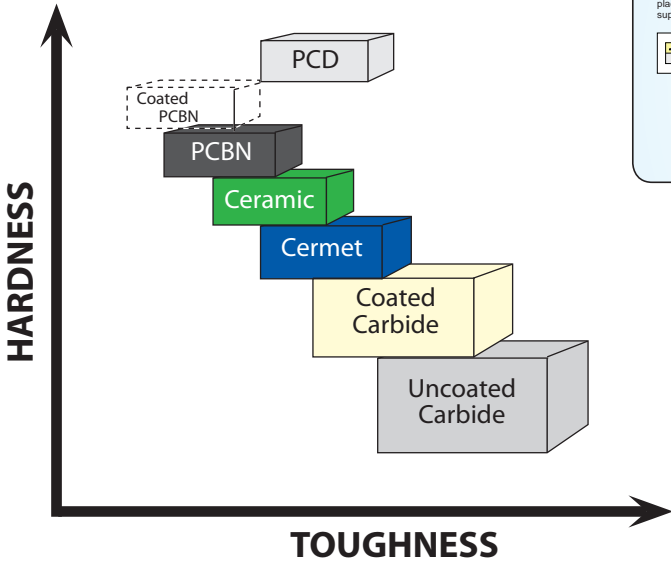 PCD
Coated
PCBN
PCBN
Ceramic
Cermet
Coated
Carbide
Uncoated
Carbide
HARDNESS
TOUGHNESS